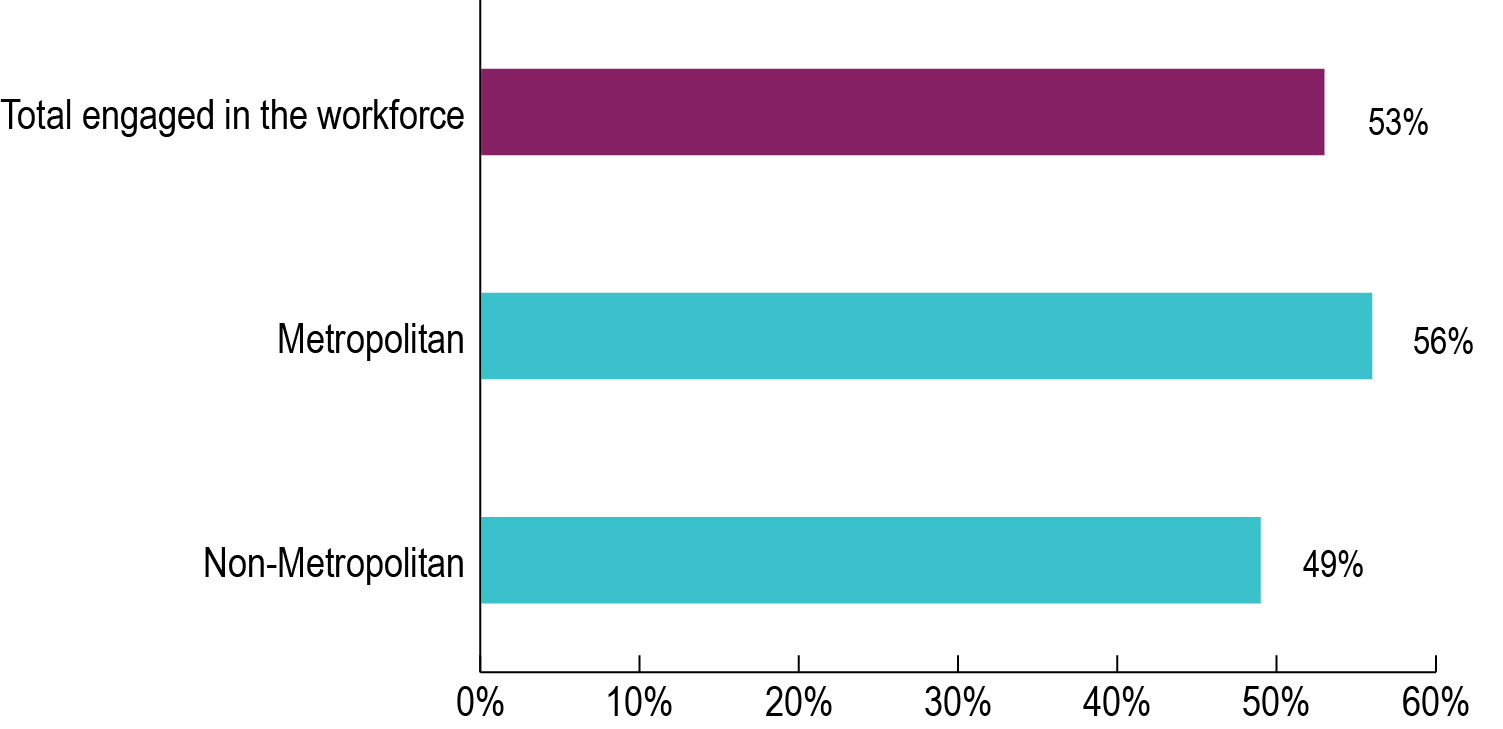 Total engaged in the workforce
53%
Metropolitan
56%
Non-Metropolitan
49%
0% 10% 20% 30% 40% 50% 60%